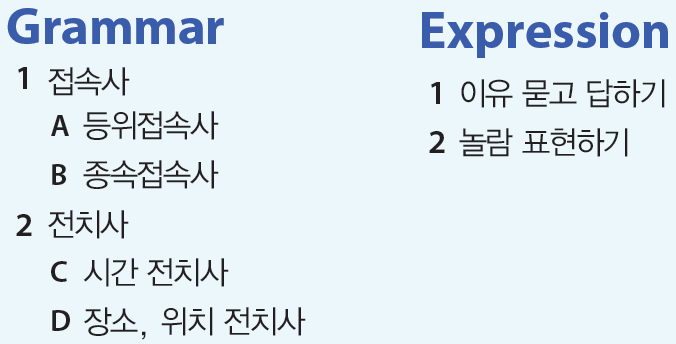 Grammar
1 접속사
A 등위접속사
B 종속접속사
2 전치사
C 시간 전치사
D 장소, 위치 전치사
Expression
1 이유 묻고 답하기
2 놀람 표현하기